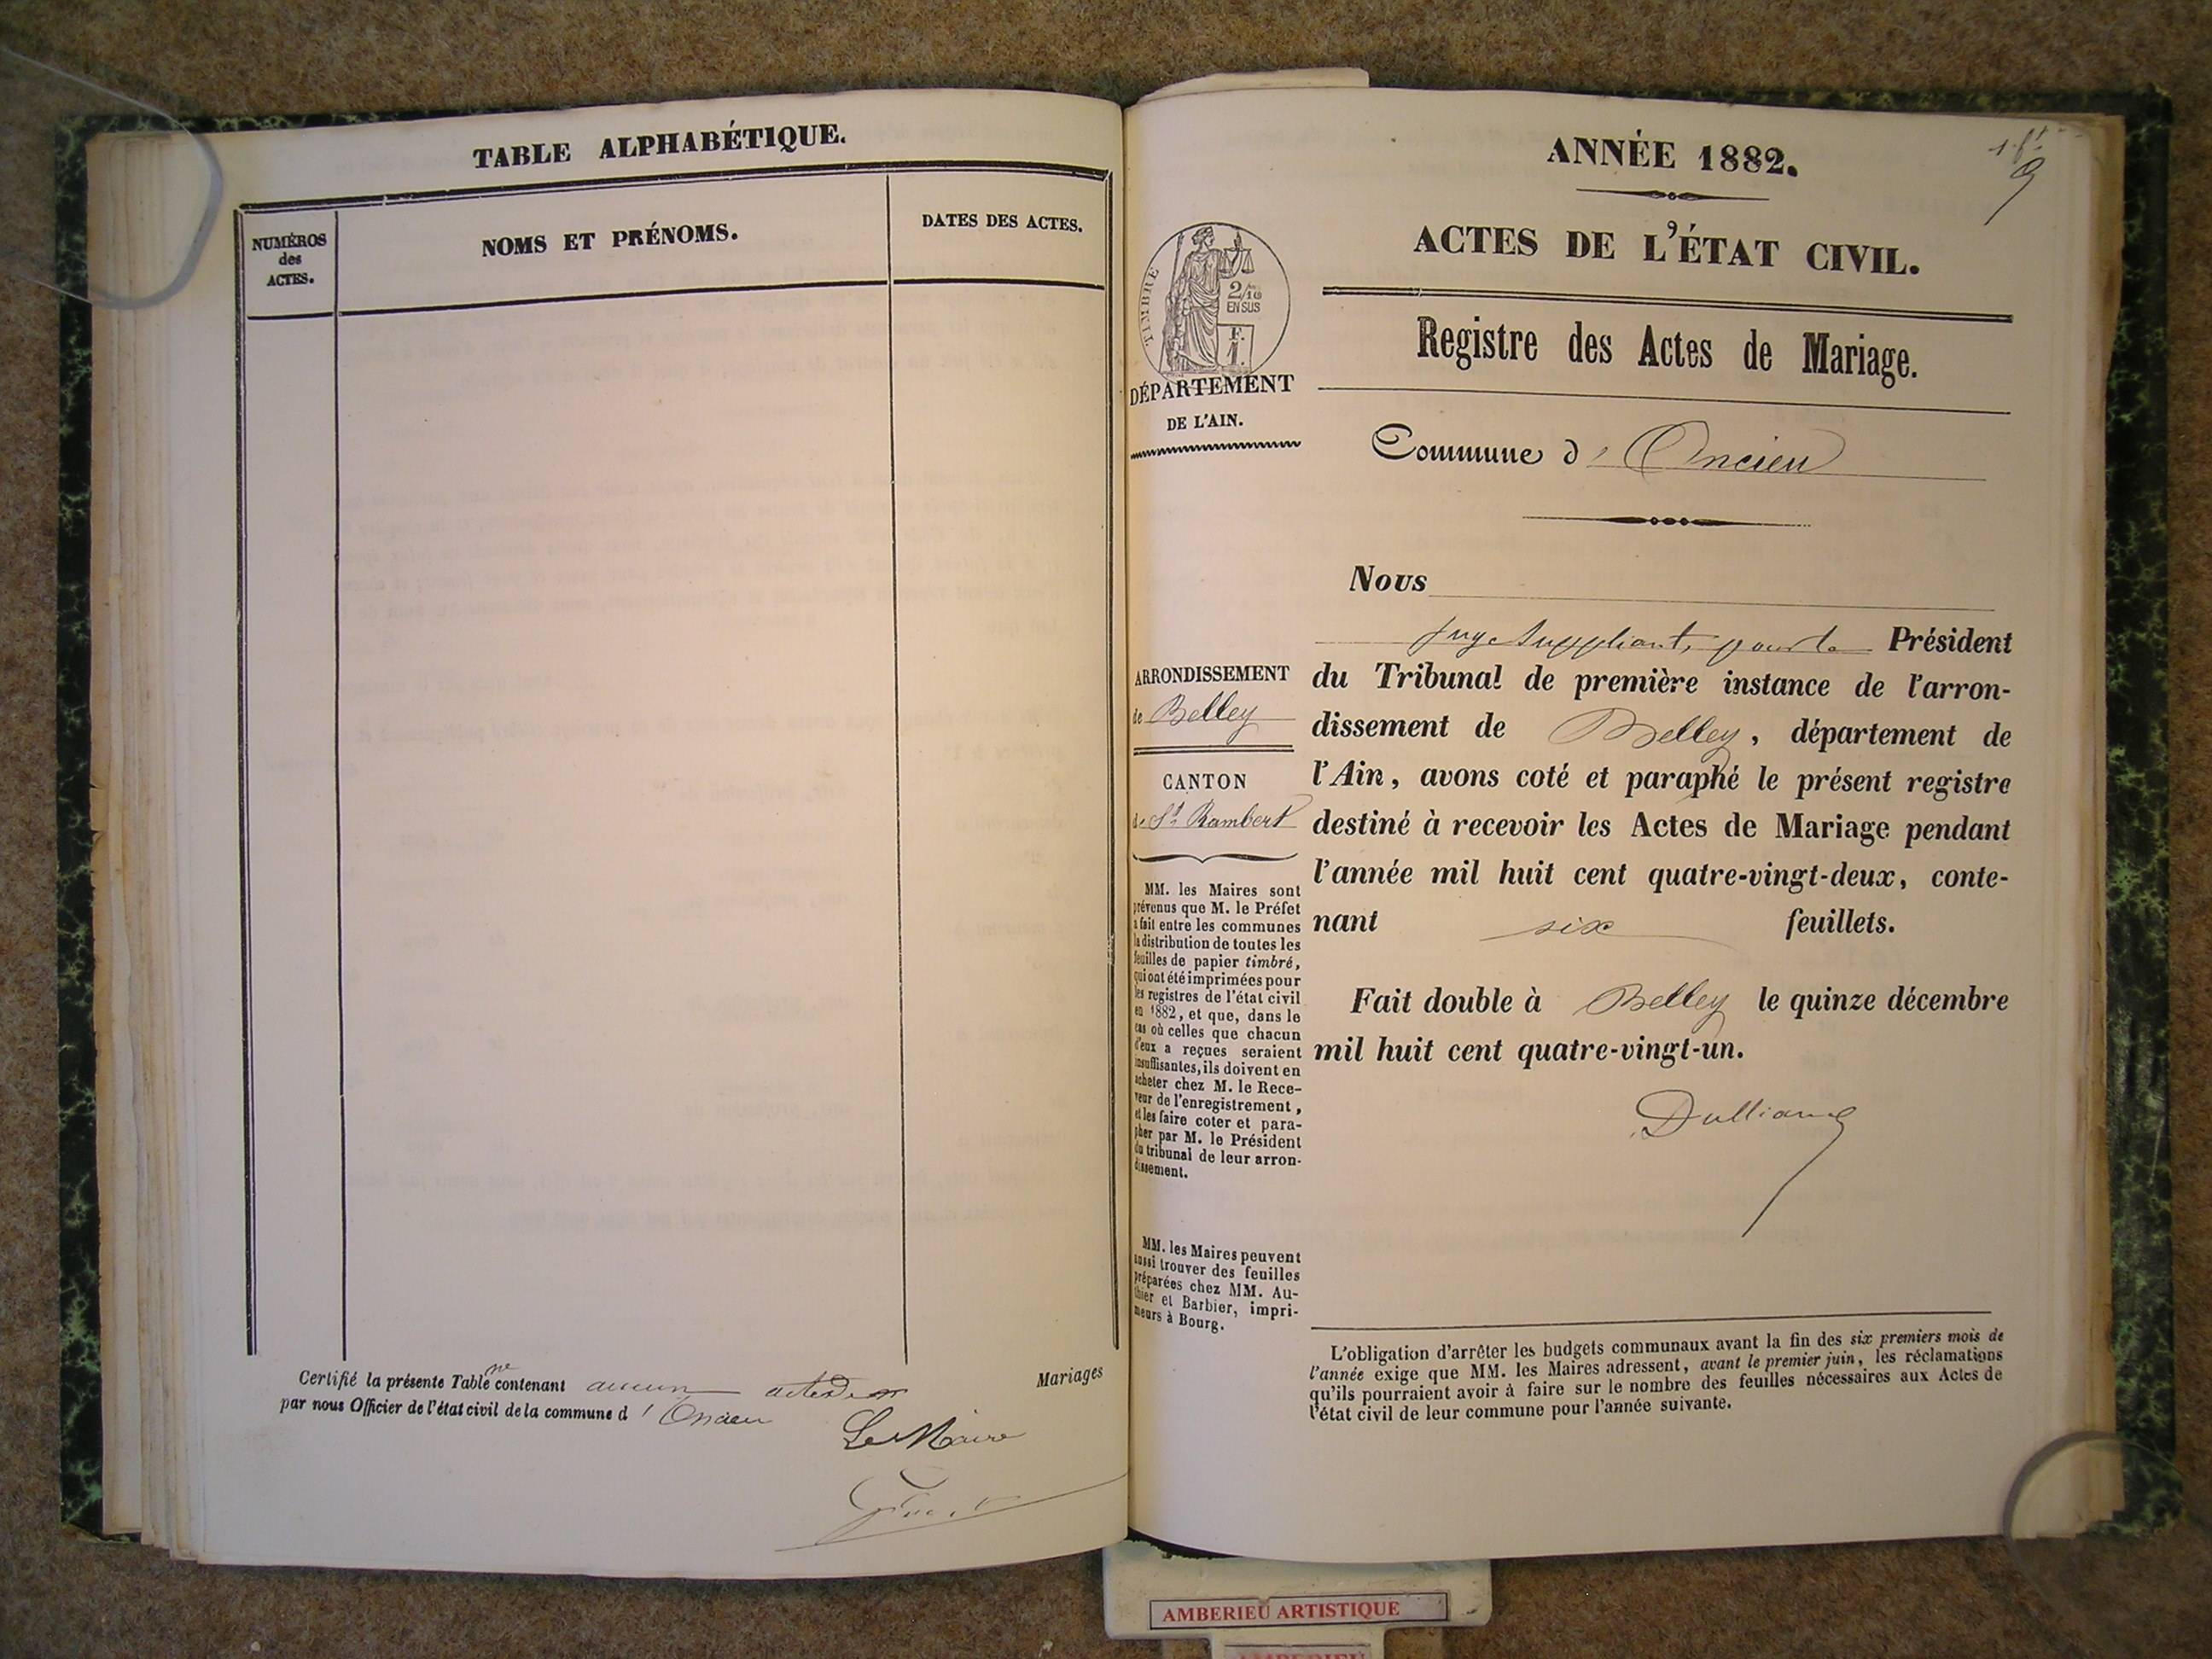 TABLE ALPHABÉTIQUE.
NUMÉROS
des
ACTES.
NOMS ET PRÉNOMS.
DATES DES ACTES.
Certifié la présente Table ne contenant aucun acte de Mariages
par nous Officier de l'état civil de la commune d' Oncieu
Le Maire
ANNÉE 1882.
ACTES DE L'ÉTAT CIVIL.
TIMBRE
2/10
EN SUS
F.
1.
DÉPARTEMENT
DE L'AIN.
Registre des Actes de Mariage.
Commune d' Oncieu
ARRONDISSEMENT
de Belley
CANTON
de St Rambert
MM. les Maires sont
prévenus que M. le Préfet
a fait entre les communes
la distribution de toutes les
feuilles de papier timbré,
qui ont été imprimées pour
les registres de l'état civil
en 1882, et que, dans le
cas où celles que chacun
d'eux a reçues seraient
insuffisantes, ils doivent en
acheter chez M. le Rece-
veur de l'enregistrement,
et les faire coter et para-
pher par M. le Président
du tribunal de leur arron-
dissement.
MM. les Maires peuvent
aussi trouver des feuilles
préparées chez MM. Au-
thier et Barbier, impri-
meurs à Bourg.
Nous
juge Suppléant, pour le Président
du Tribunal de première instance de l'arron-
dissement de Belley, département de
l'Ain, avons coté et paraphé le présent registre
destiné à recevoir les Actes de Mariage pendant
l'année mil huit cent quatre-vingt-deux, conte-
nant six feuillets.
Fait double à Belley le quinze décembre
mil huit cent quatre-vingt-un.
L'obligation d'arrêter les budgets communaux avant la fin des six premiers mois de
l'année exige que MM. les Maires adressent, avant le premier juin, les réclamations
qu'ils pourraient avoir à faire sur le nombre des feuilles nécessaires aux Actes de
l'état civil de leur commune pour l'année suivante.
AMBERIEU ARTISTIQUE
AMBERIEU